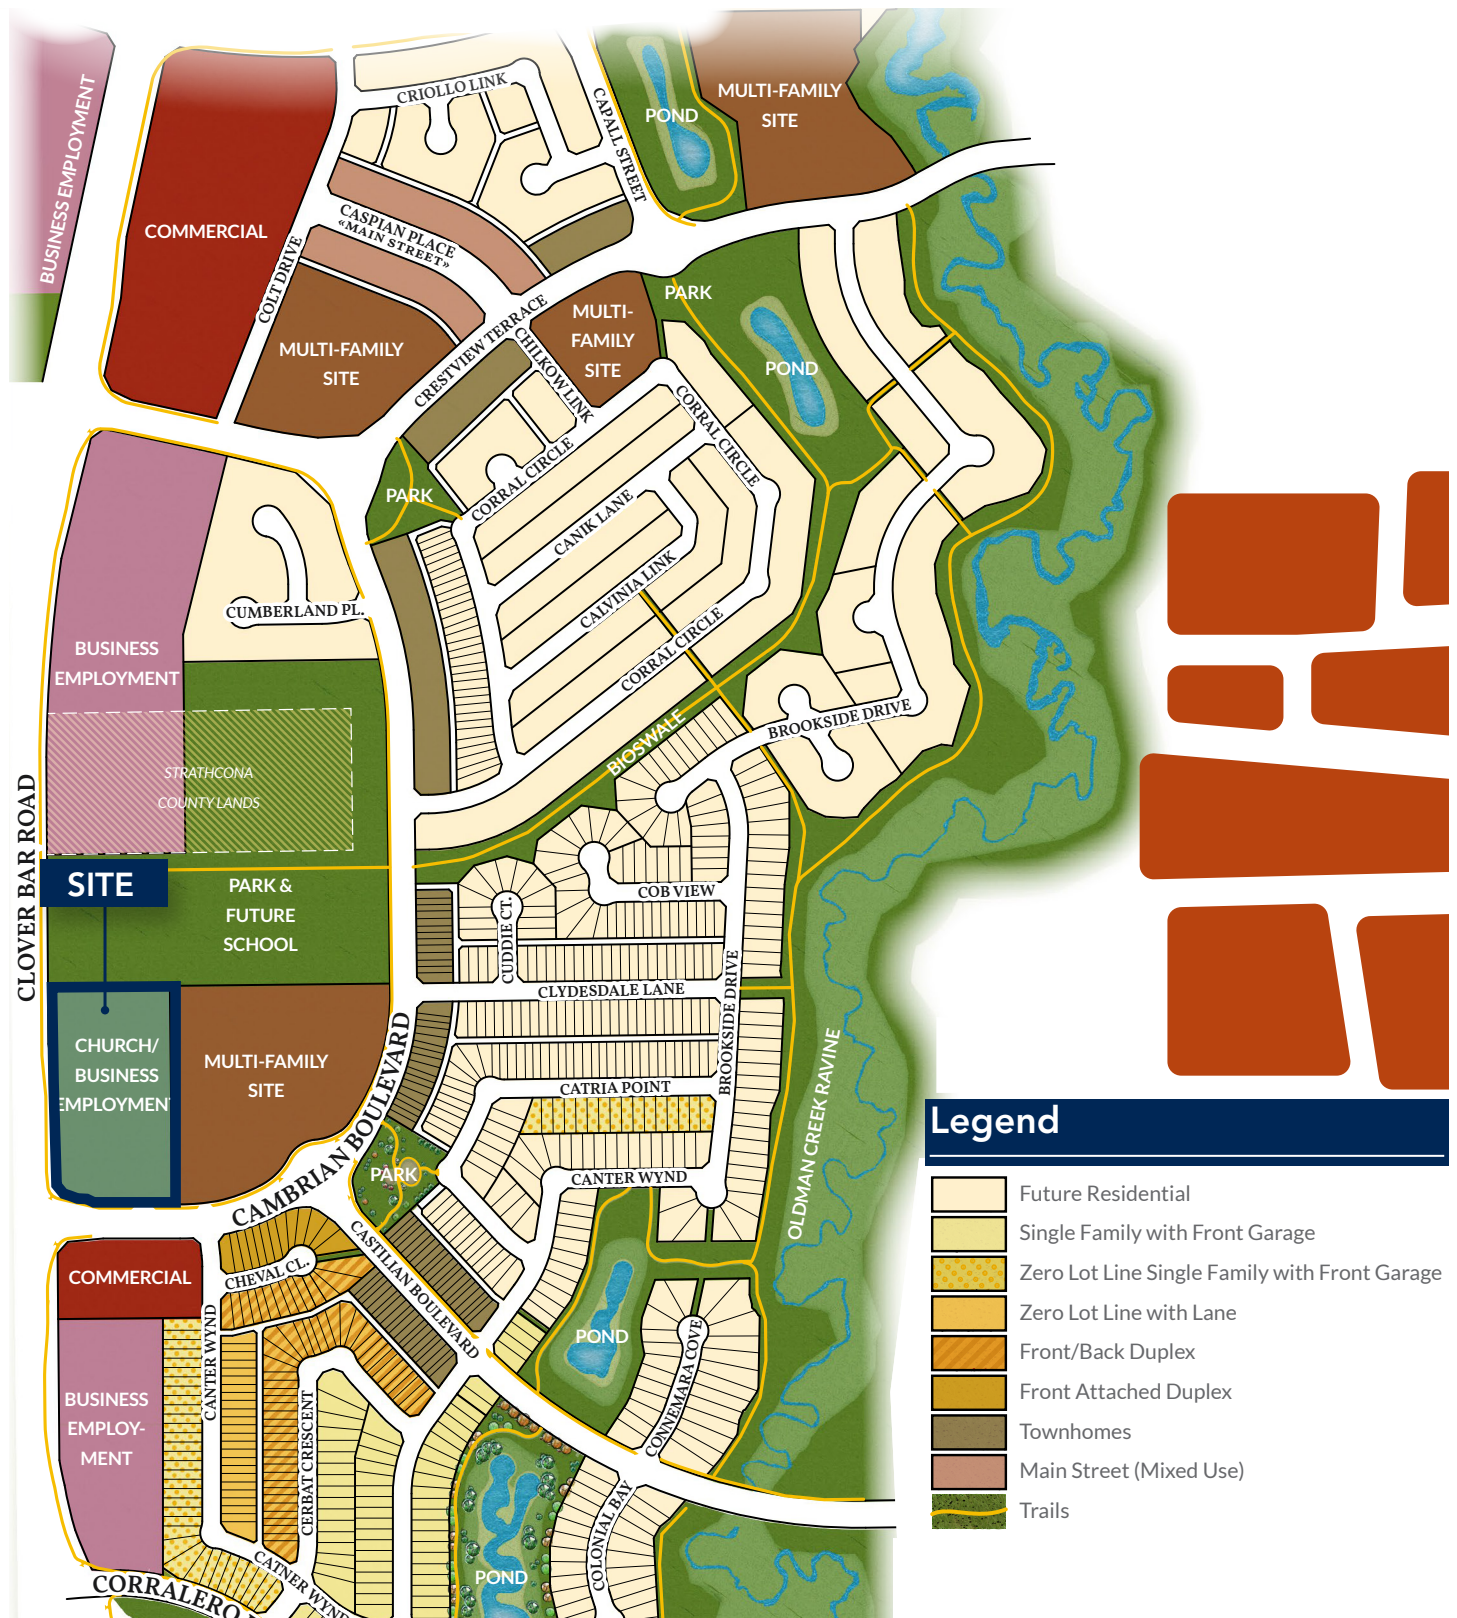 BUSINESS EMPLOYMENT
COMMERCIAL
COLT DRIVE
CRIOLLO LINK
CAPALL STREET
POND
MULTI-FAMILY
SITE
CASPIAN PLACE
«MAIN STREET»
MULTI-FAMILY
SITE
CRESTVIEW TERRACE
MULTI-
FAMILY
SITE
PARK
POND
CHILKOW LINK
CORRAL CIRCLE
CORRAL CIRCLE
PARK
CANIK LANE
CALVINIA LINK
CORRAL CIRCLE
CUMBERLAND PL.
BUSINESS
EMPLOYMENT
STRATHCONA
COUNTY LANDS
BIOSWALE
BROOKSIDE DRIVE
CLOVER BAR ROAD
SITE
PARK &
FUTURE
SCHOOL
COB VIEW
CUDDIE CT.
CLYDESDALE LANE
BROOKSIDE DRIVE
CHURCH/
BUSINESS
EMPLOYMENT
MULTI-FAMILY
SITE
CAMBRIAN BOULEVARD
CATRIA POINT
PARK
CANTER WYND
OLDMAN CREEK RAVINE
COMMERCIAL
CHEVAL CL.
CASTILIAN BOULEVARD
CANTER WYND
BUSINESS
EMPLOY-
MENT
CERBAT CRESCENT
POND
CONNEMARA COVE
COLONIAL BAY
POND
CATNER WYND
CORRALERO
Legend
Future Residential
Single Family with Front Garage
Zero Lot Line Single Family with Front Garage
Zero Lot Line with Lane
Front/Back Duplex
Front Attached Duplex
Townhomes
Main Street (Mixed Use)
Trails